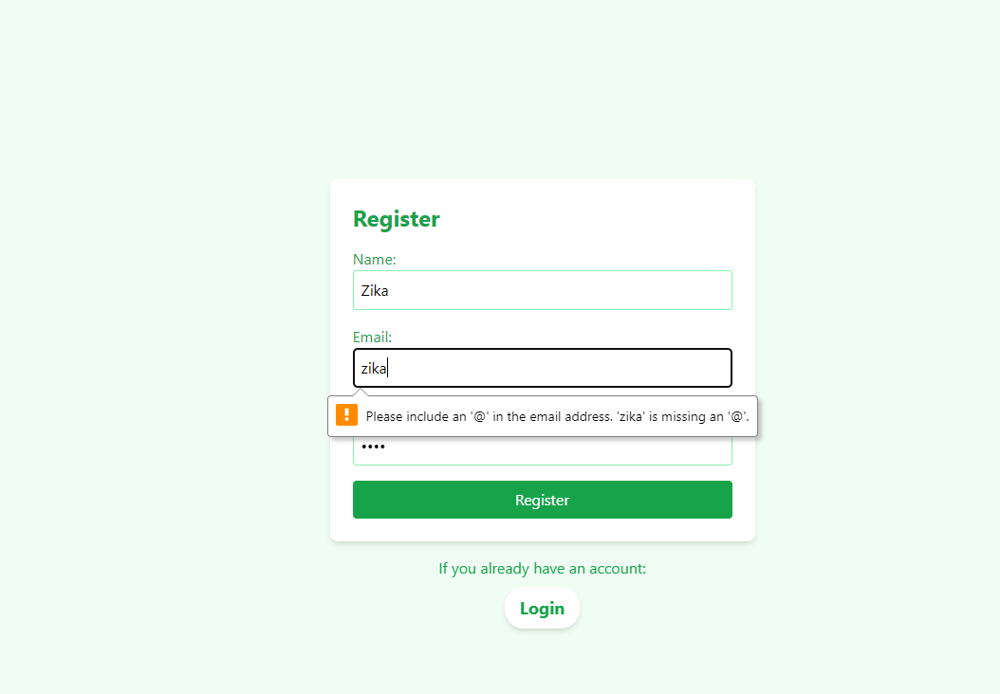 Register
Name:
Zika
Email:
zika
Please include an '@' in the email address. 'zika' is missing an '@'.
••••
Register
If you already have an account:
Login